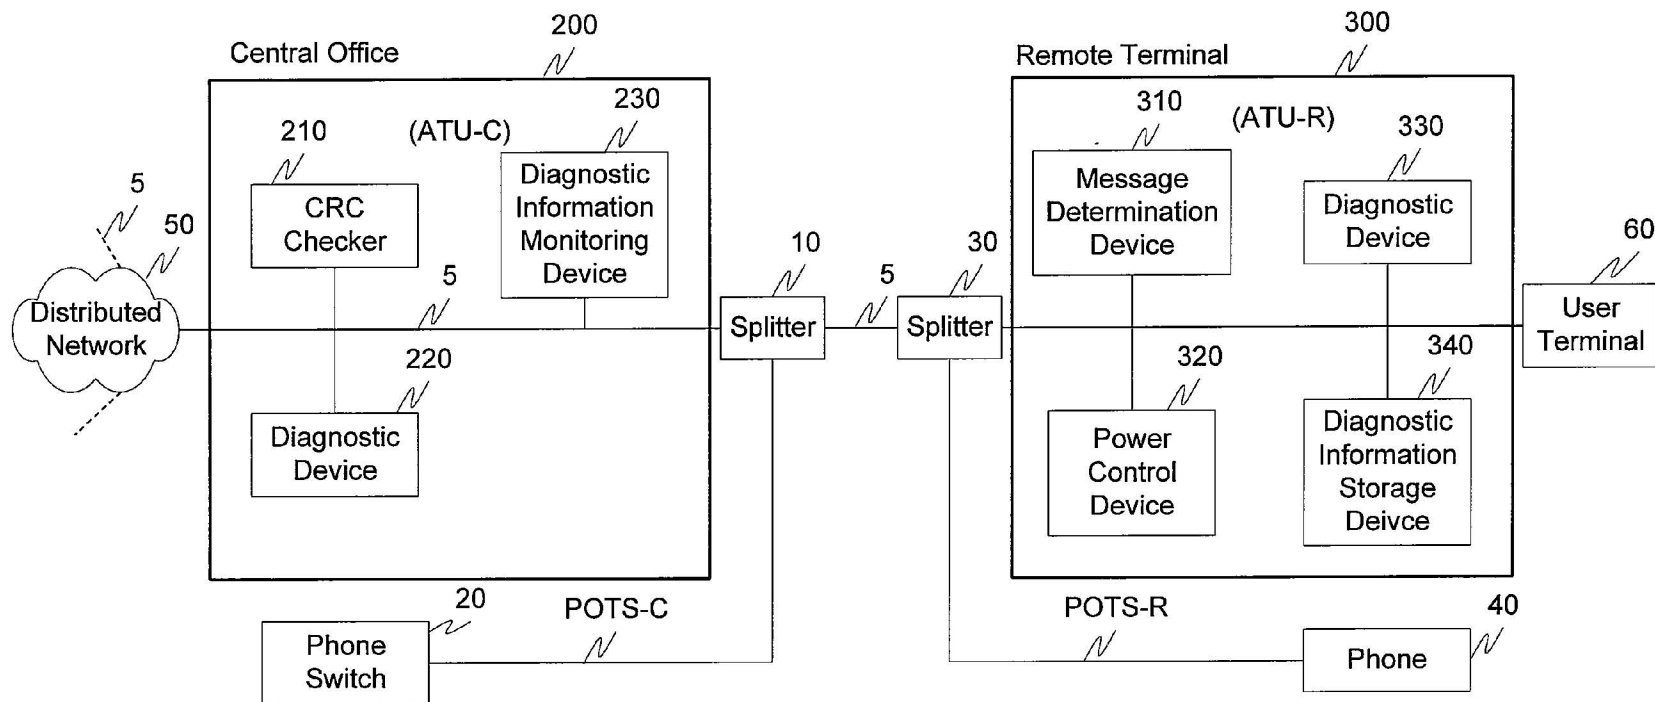 200
300
Central Office
Remote Terminal
230
310
210
(ATU-C)
(ATU-R)
330
5
50
CRC
Checker
Diagnostic
Information
Monitoring
Device
10
5
30
Message
Determination
Device
Diagnostic
Device
60
5
Distributed
Network
Splitter
Splitter
User
Terminal
220
320
340
Diagnostic
Device
Power
Control
Device
Diagnostic
Information
Storage
Deivce
20
POTS-C
POTS-R
40
Phone
Switch
Phone